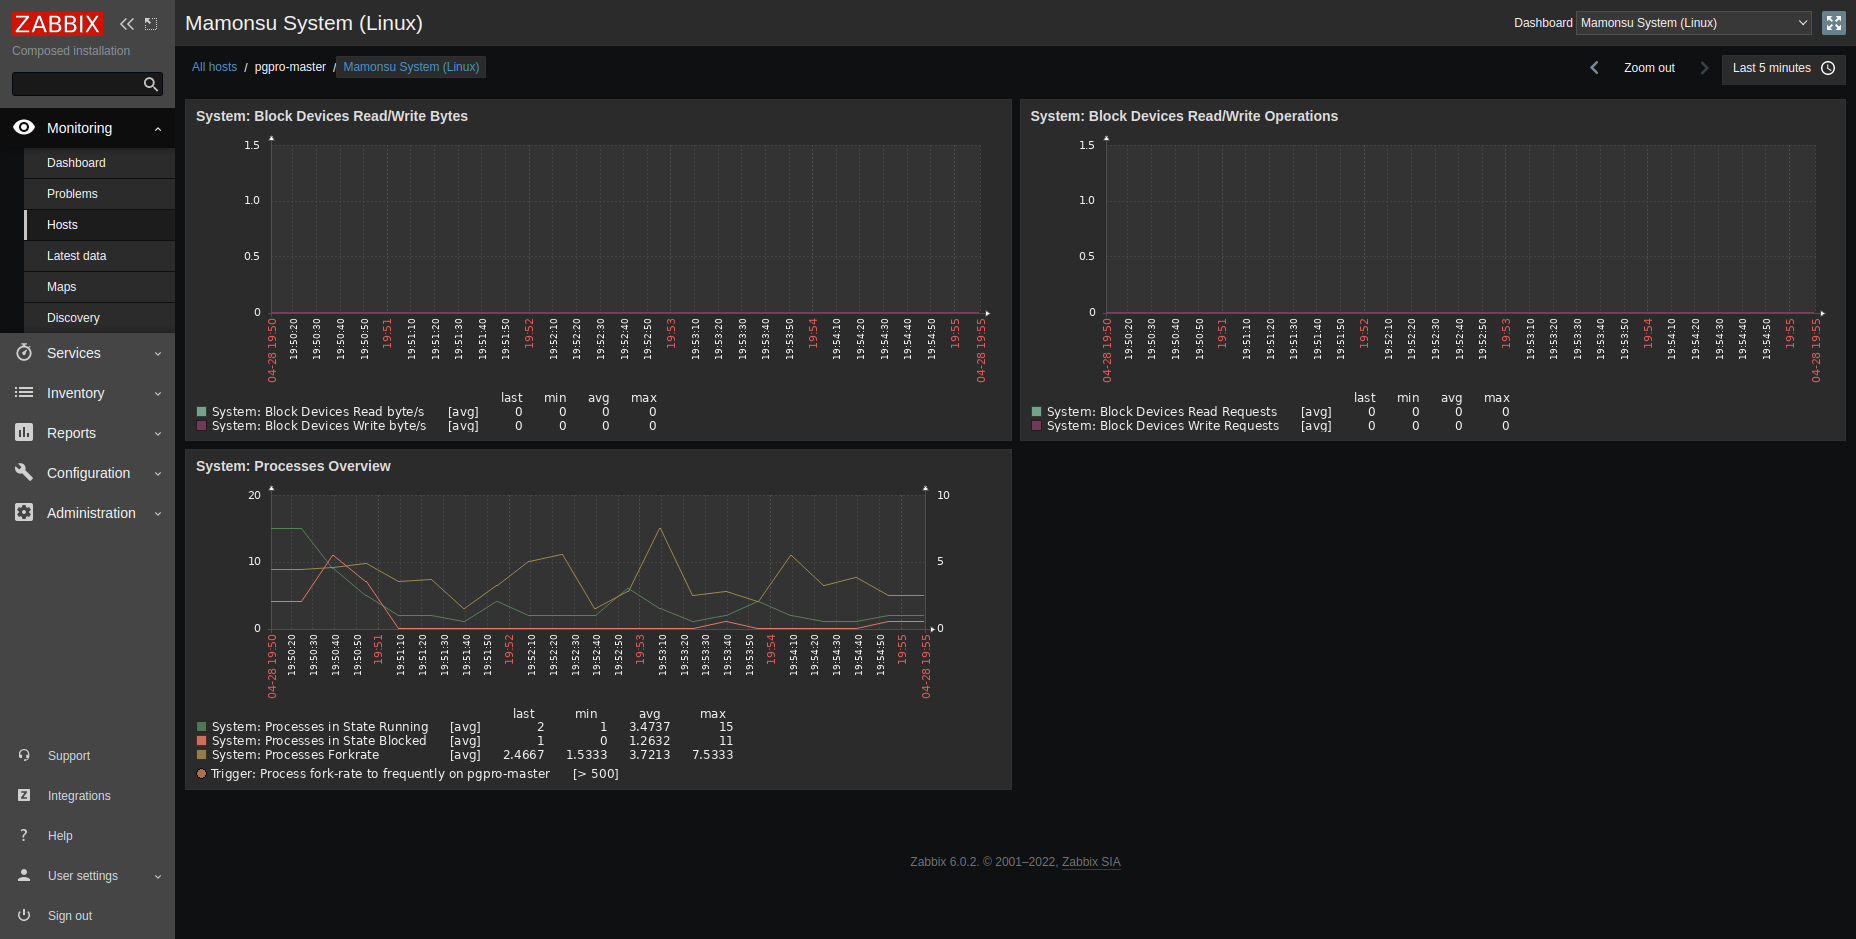 ZABBIX
Composed installation
Monitoring
Dashboard
Problems
Hosts
Latest data
Maps
Discovery
Services
Inventory
Reports
Configuration
Administration
Support
Integrations
Help
User settings
Sign out
Mamonsu System (Linux)
Dashboard Mamonsu System (Linux)
All hosts / pgpro-master / Mamonsu System (Linux)
Zoom out
Last 5 minutes
System: Block Devices Read/Write Bytes
1.5
1.0
0.5
0
04-28 19:50
19:50:20
19:50:30
19:50:40
19:50:50
19:51
19:51:10
19:51:20
19:51:30
19:51:40
19:51:50
19:52
19:52:10
19:52:20
19:52:30
19:52:40
19:52:50
19:53
19:53:10
19:53:20
19:53:30
19:53:40
19:53:50
19:54
19:54:10
19:54:20
19:54:30
19:54:40
19:54:50
19:55
04-28 19:55
last min avg max
System: Block Devices Read byte/s [avg] 0 0 0 0
System: Block Devices Write byte/s [avg] 0 0 0 0
System: Block Devices Read/Write Operations
1.5
1.0
0.5
0
04-28 19:50
19:50:20
19:50:30
19:50:40
19:50:50
19:51
19:51:10
19:51:20
19:51:30
19:51:40
19:51:50
19:52
19:52:10
19:52:20
19:52:30
19:52:40
19:52:50
19:53
19:53:10
19:53:20
19:53:30
19:53:40
19:53:50
19:54
19:54:10
19:54:20
19:54:30
19:54:40
19:54:50
19:55
04-28 19:55
last min avg max
System: Block Devices Read Requests [avg] 0 0 0 0
System: Block Devices Write Requests [avg] 0 0 0 0
System: Processes Overview
20
10
0
10
5
0
04-28 19:50
19:50:20
19:50:30
19:50:40
19:50:50
19:51
19:51:10
19:51:20
19:51:30
19:51:40
19:51:50
19:52
19:52:10
19:52:20
19:52:30
19:52:40
19:52:50
19:53
19:53:10
19:53:20
19:53:30
19:53:40
19:53:50
19:54
19:54:10
19:54:20
19:54:30
19:54:40
19:54:50
19:55
04-28 19:55
last min avg max
System: Processes in State Running [avg] 2 1 3.4737 15
System: Processes in State Blocked [avg] 1 0 1.2632 11
System: Processes Forkrate [avg] 2.4667 1.5333 3.7213 7.5333
Trigger: Process fork-rate to frequently on pgpro-master [> 500]
Zabbix 6.0.2. © 2001–2022, Zabbix SIA